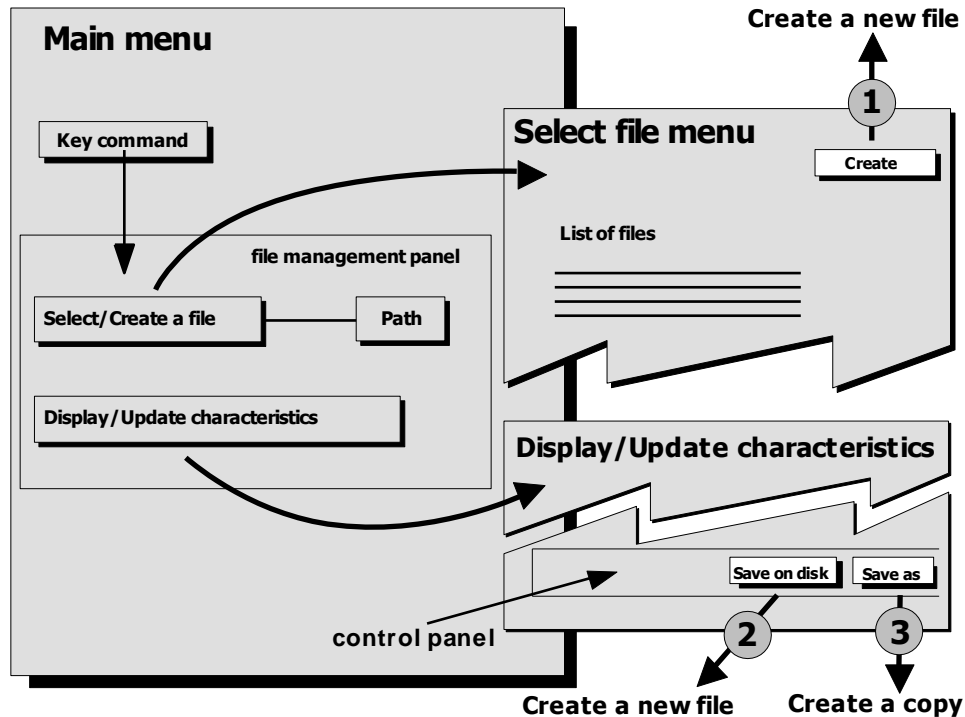 Main menu
Key command
file management panel
Select/Create a file
Path
Display/Update characteristics
Create a new file
1
Select file menu
Create
List of files
Display/Update characteristics
Save on disk
Save as
control panel
2
3
Create a new file
Create a copy